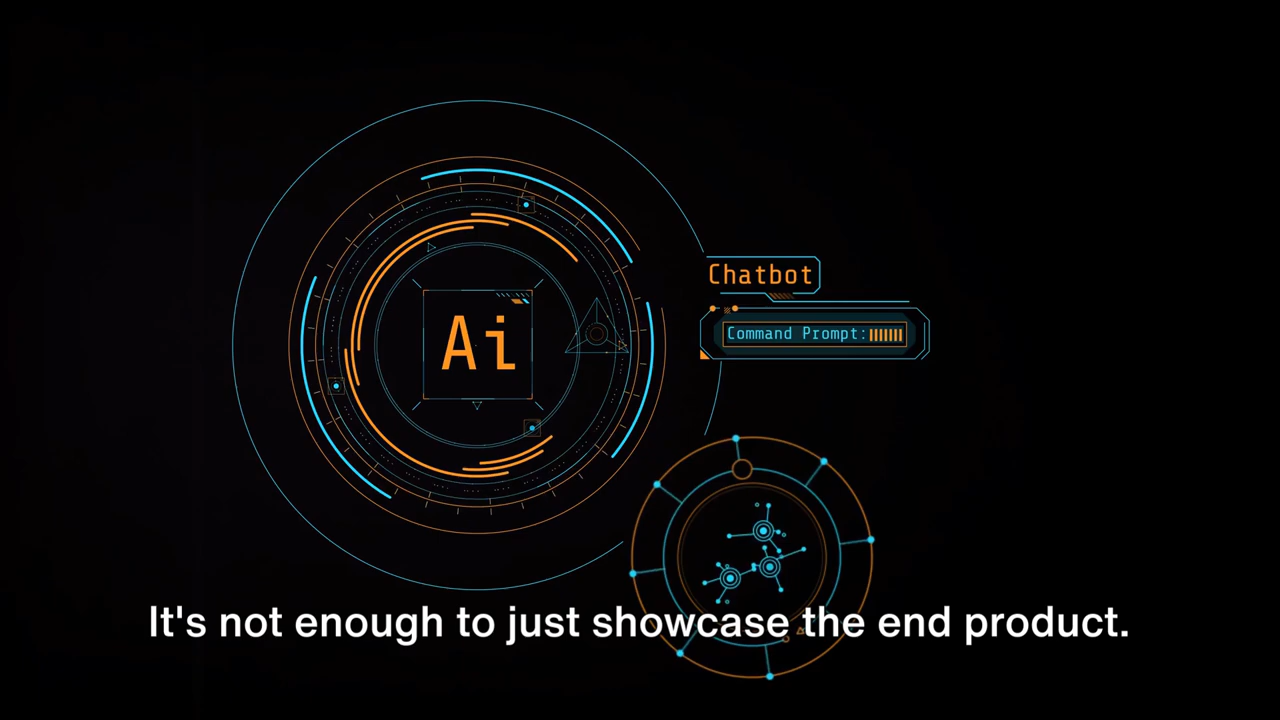 Ai
Chatbot
Command Prompt:
It's not enough to just showcase the end product.